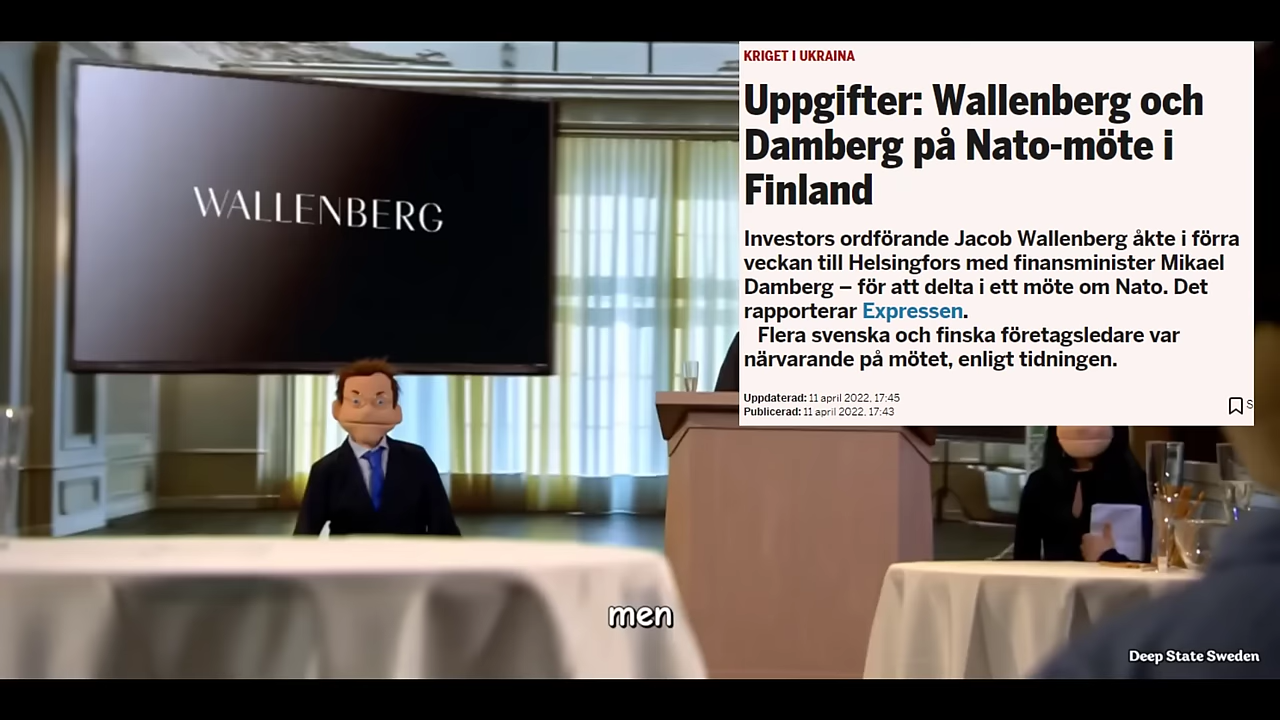 WALLENBERG
KRIGET I UKRAINA
Uppgifter: Wallenberg och
Damberg på Nato-möte i
Finland
Investors ordförande Jacob Wallenberg åkte i förra
veckan till Helsingfors med finansminister Mikael
Damberg – för att delta i ett möte om Nato. Det
rapporterar Expressen.
Flera svenska och finska företagsledare var
närvarande på mötet, enligt tidningen.
Uppdaterad: 11 april 2022, 17:45
Publicerad: 11 april 2022, 17:43
S
men
Deep State Sweden